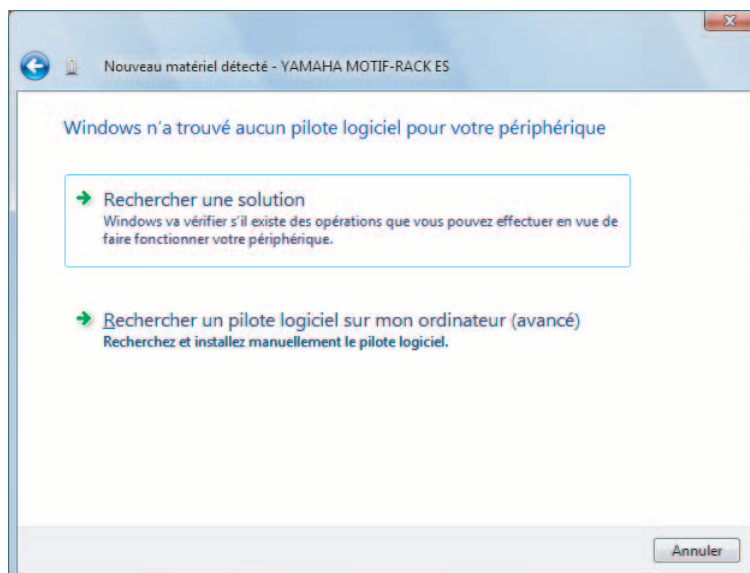 Nouveau matériel détecté - YAMAHA MOTIF-RACK ES
Windows n'a trouvé aucun pilote logiciel pour votre périphérique
Rechercher une solution
Windows va vérifier s'il existe des opérations que vous pouvez effectuer en vue de
faire fonctionner votre périphérique.
Rechercher un pilote logiciel sur mon ordinateur (avancé)
Recherchez et installez manuellement le pilote logiciel.
Annuler